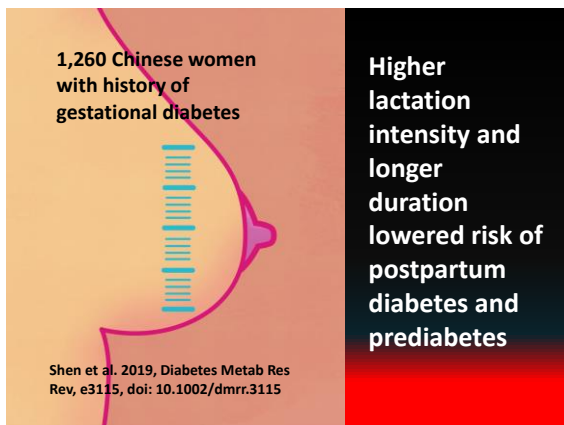 1,260 Chinese women
with history of
gestational diabetes
Higher
lactation
intensity and
longer
duration
lowered risk of
postpartum
diabetes and
prediabetes
Shen et al. 2019, Diabetes Metab Res
Rev, e3115, doi: 10.1002/dmrr.3115